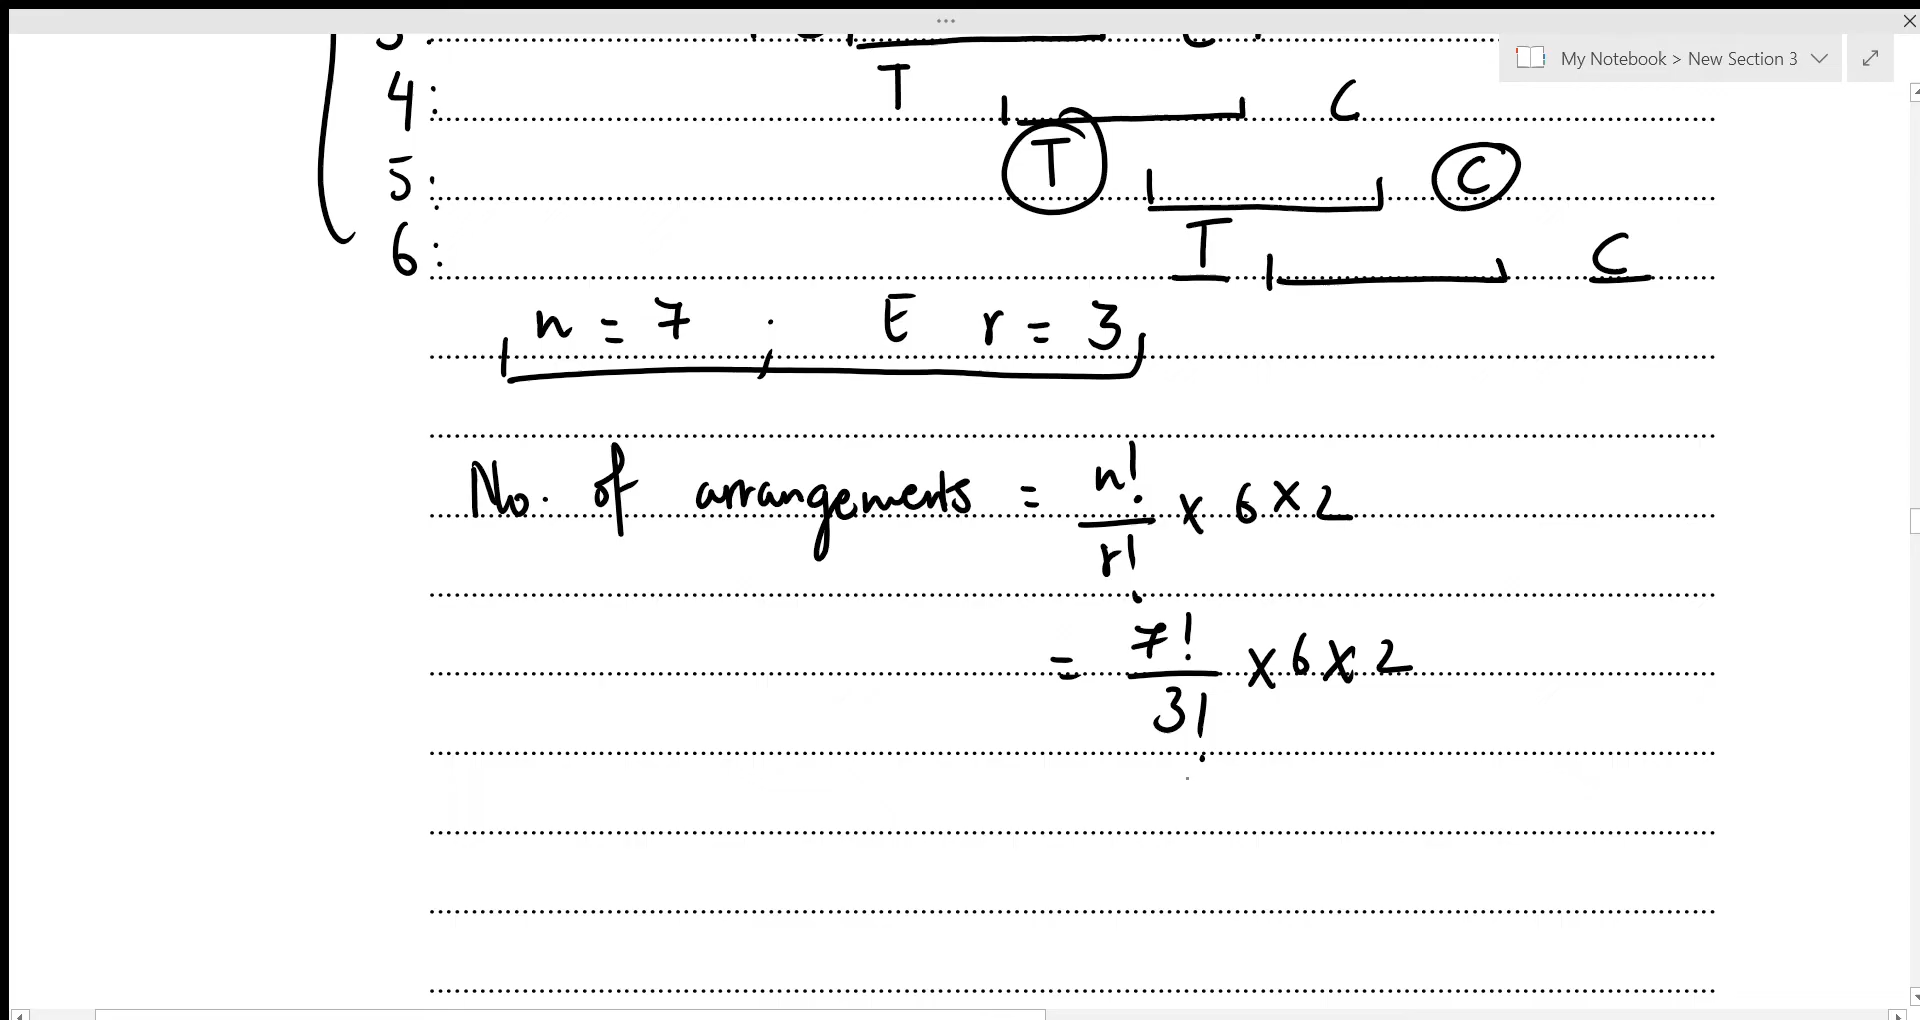 My Notebook > New Section 3
4: T C
5: T C
6: T C
n = 7 ; E r = 3
No. of arrangements = n!/r! x 6 x 2
= 7!/3! x 6 x 2